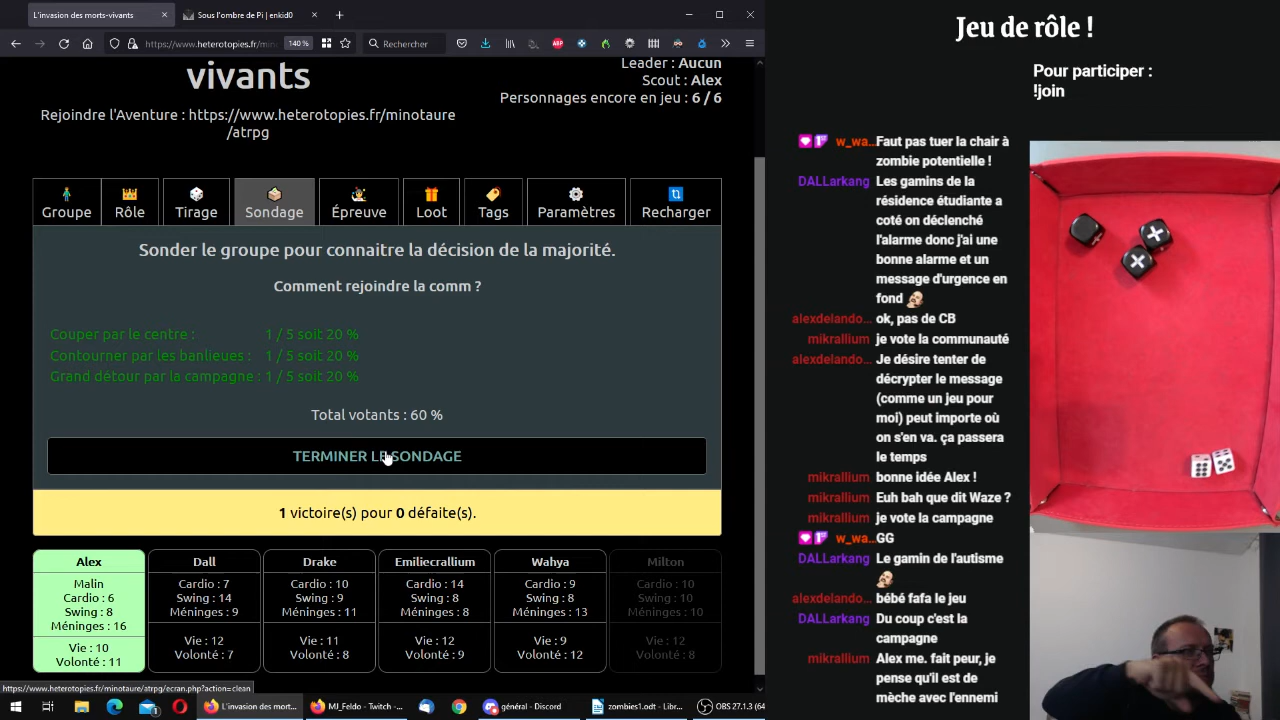 L'invasion des morts-vivants
Sous l'ombre de Pi | enkid0
https://www.heterotopies.fr/mino
140 %
Rechercher
vivants
Leader : Aucun
Scout : Alex
Personnages encore en jeu : 6 / 6
Rejoindre l'Aventure : https://www.heterotopies.fr/minotaure
/atrpg
Groupe
Rôle
Tirage
Sondage
Épreuve
Loot
Tags
Paramètres
Recharger
Sonder le groupe pour connaitre la décision de la majorité.
Comment rejoindre la comm ?
Couper par le centre : 1 / 5 soit 20 %
Contourner par les banlieues : 1 / 5 soit 20 %
Grand détour par la campagne : 1 / 5 soit 20 %
Total votants : 60 %
TERMINER LE SONDAGE
1 victoire(s) pour 0 défaite(s).
Alex
Malin
Cardio : 6
Swing : 8
Méninges : 16
Vie : 10
Volonté : 11
Dall
Cardio : 7
Swing : 14
Méninges : 9
Vie : 12
Volonté : 7
Drake
Cardio : 10
Swing : 9
Méninges : 11
Vie : 11
Volonté : 8
Emiliecrallium
Cardio : 14
Swing : 8
Méninges : 8
Vie : 12
Volonté : 9
Wahya
Cardio : 9
Swing : 8
Méninges : 13
Vie : 9
Volonté : 12
Milton
Cardio : 10
Swing : 10
Méninges : 10
Vie : 12
Volonté : 8
https://www.heterotopies.fr/minotaure/atrpg/ecran.php?action=clean
L'invasion des mort...
MJ_Feldo - Twitch - ...
général - Discord
zombies1.odt - Libr...
OBS 27.1.3 (64
Jeu de rôle !
Pour participer :
!join
w_wa... Faut pas tuer la chair à
zombie potentielle !
DALLarkang Les gamins de la
résidence étudiante a
coté on déclenché
l'alarme donc j'ai une
bonne alarme et un
message d'urgence en
fond
alexdelando... ok, pas de CB
mikrallium je vote la communauté
alexdelando... Je désire tenter de
décrypter le message
(comme un jeu pour
moi) peut importe où
on s'en va. ça passera
le temps
mikrallium bonne idée Alex !
mikrallium Euh bah que dit Waze ?
mikrallium je vote la campagne
w_wa... GG
DALLarkang Le gamin de l'autisme
alexdelando... bébé fafa le jeu
DALLarkang Du coup c'est la
campagne
mikrallium Alex me. fait peur, je
pense qu'il est de
mèche avec l'ennemi